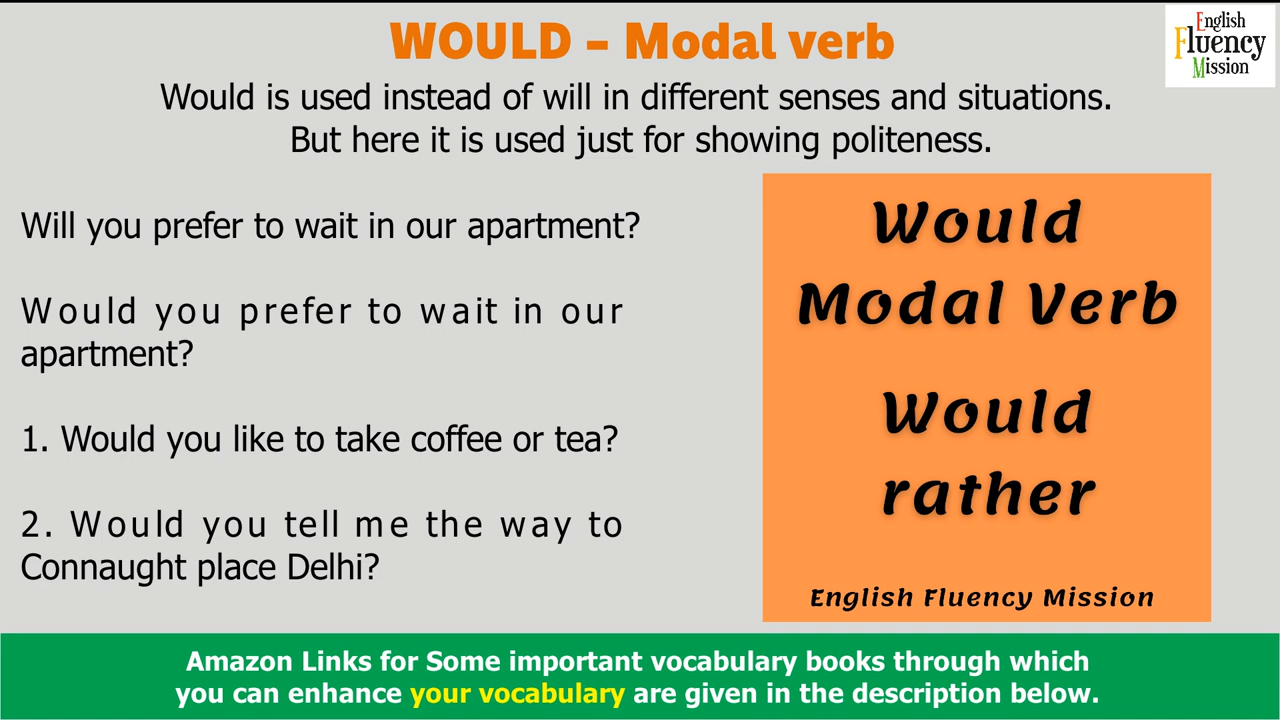 WOULD – Modal verb
English
Fluency
Mission
Would is used instead of will in different senses and situations.
But here it is used just for showing politeness.
Will you prefer to wait in our apartment?
Would you prefer to wait in our
apartment?
1. Would you like to take coffee or tea?
2. Would you tell me the way to
Connaught place Delhi?
Would
Modal Verb
Would
rather
English Fluency Mission
Amazon Links for Some important vocabulary books through which
you can enhance your vocabulary are given in the description below.